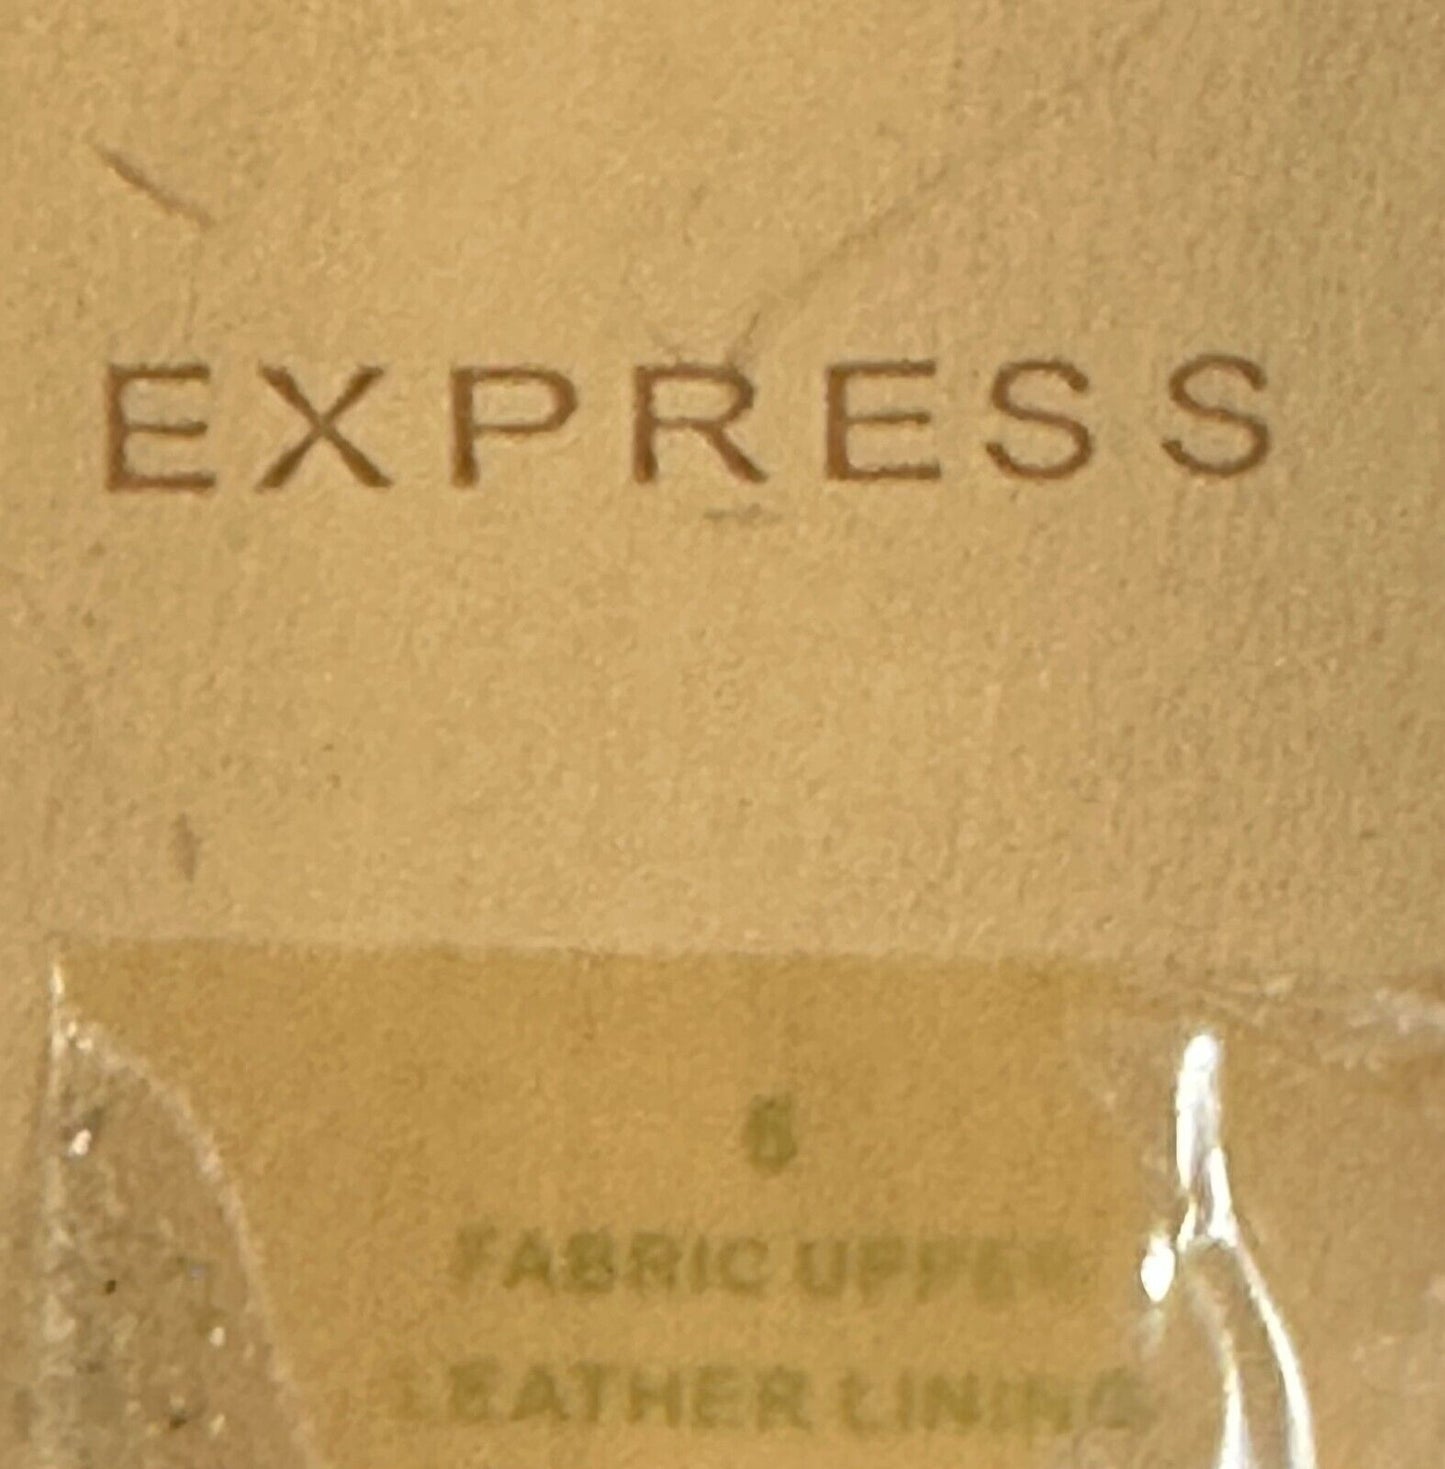 EXPRESS
6
FABRIC UPPER
LEATHER LINING